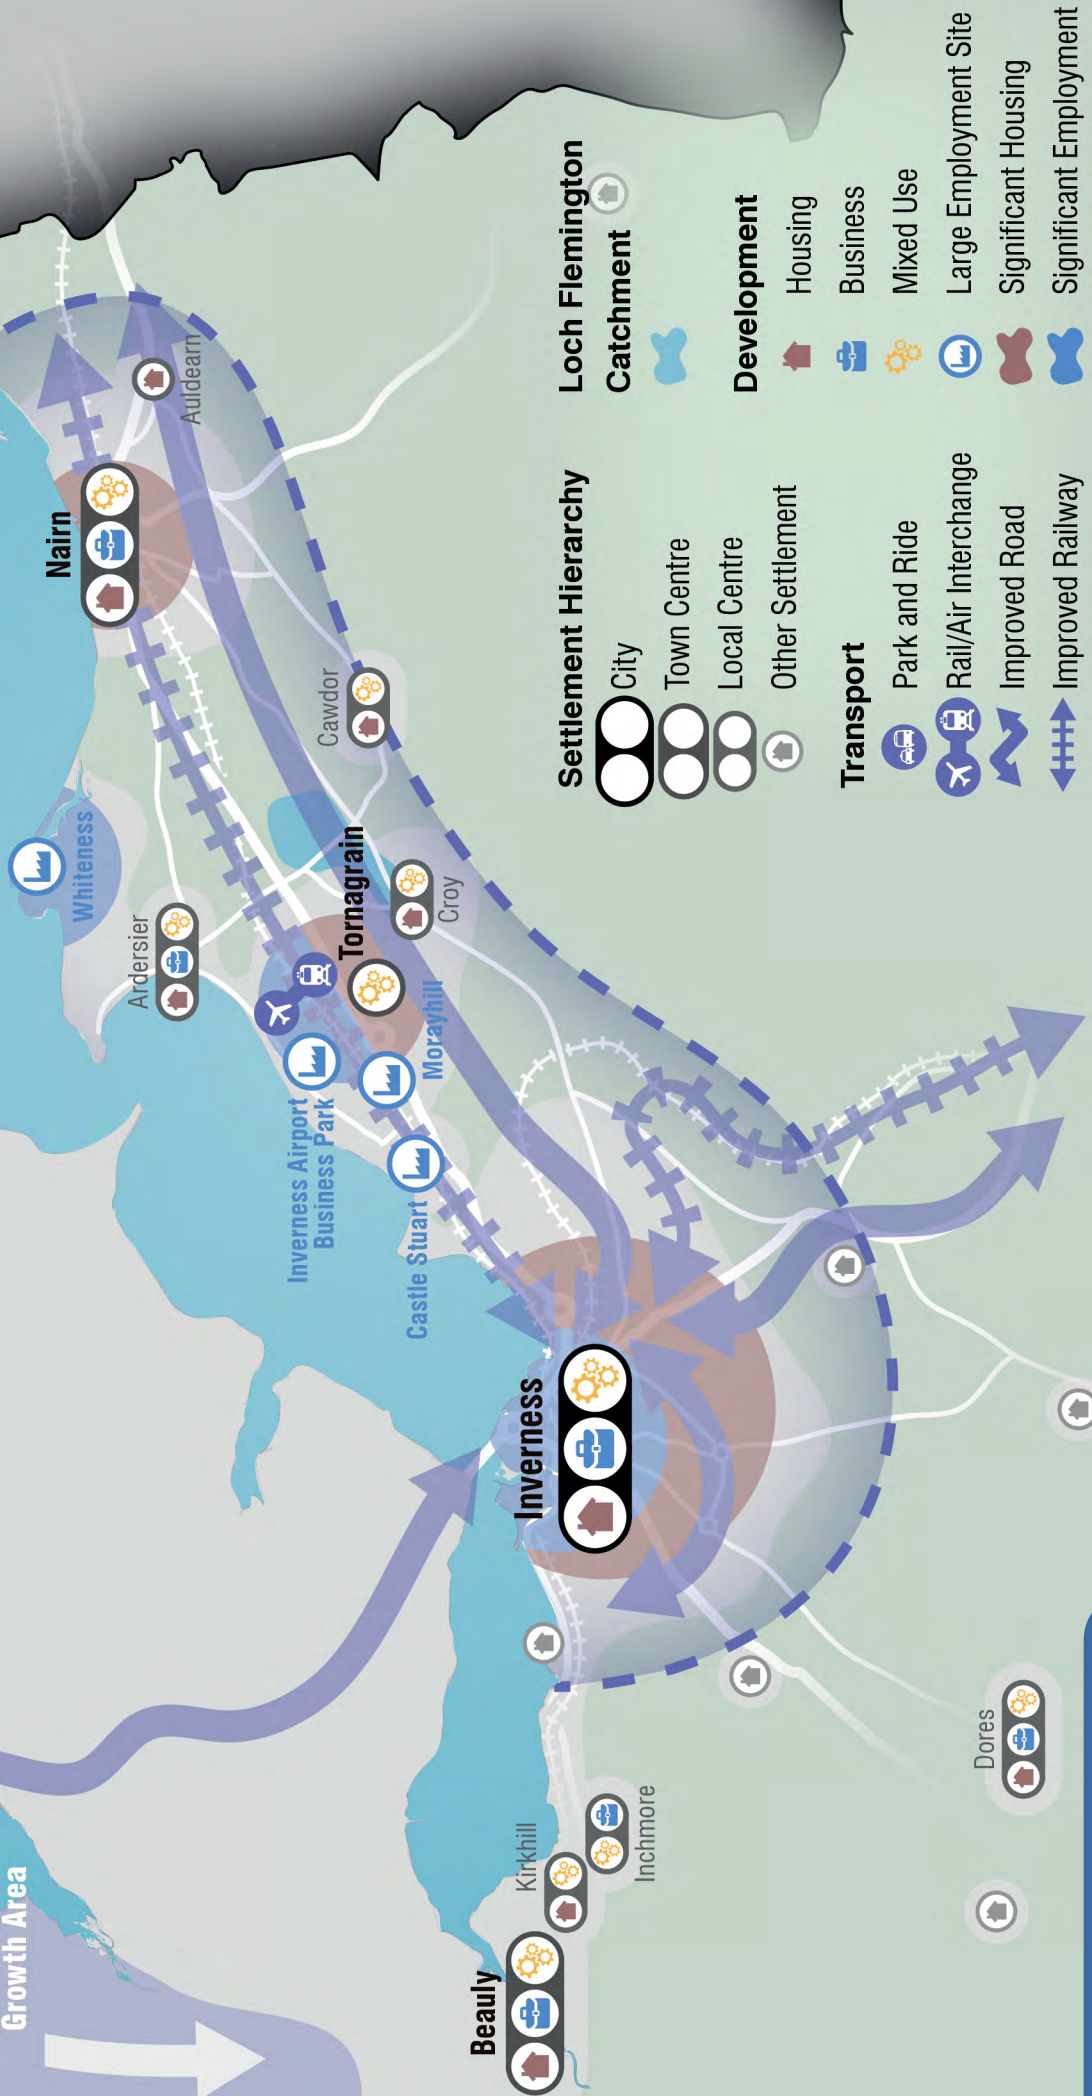 Growth Area
Nairn
Auldearn
Whiteness
Cawdor
Ardersier
Tornagrain
Croy
Inverness Airport
Business Park
Morayhill
Castle Stuart
Inverness
Kirkhill
Inchmore
Beauly
Dores
Settlement Hierarchy
City
Town Centre
Local Centre
Other Settlement
Transport
Park and Ride
Rail/Air Interchange
Improved Road
Improved Railway
Loch Flemington
Catchment
Development
Housing
Business
Mixed Use
Large Employment Site
Significant Housing
Significant Employment